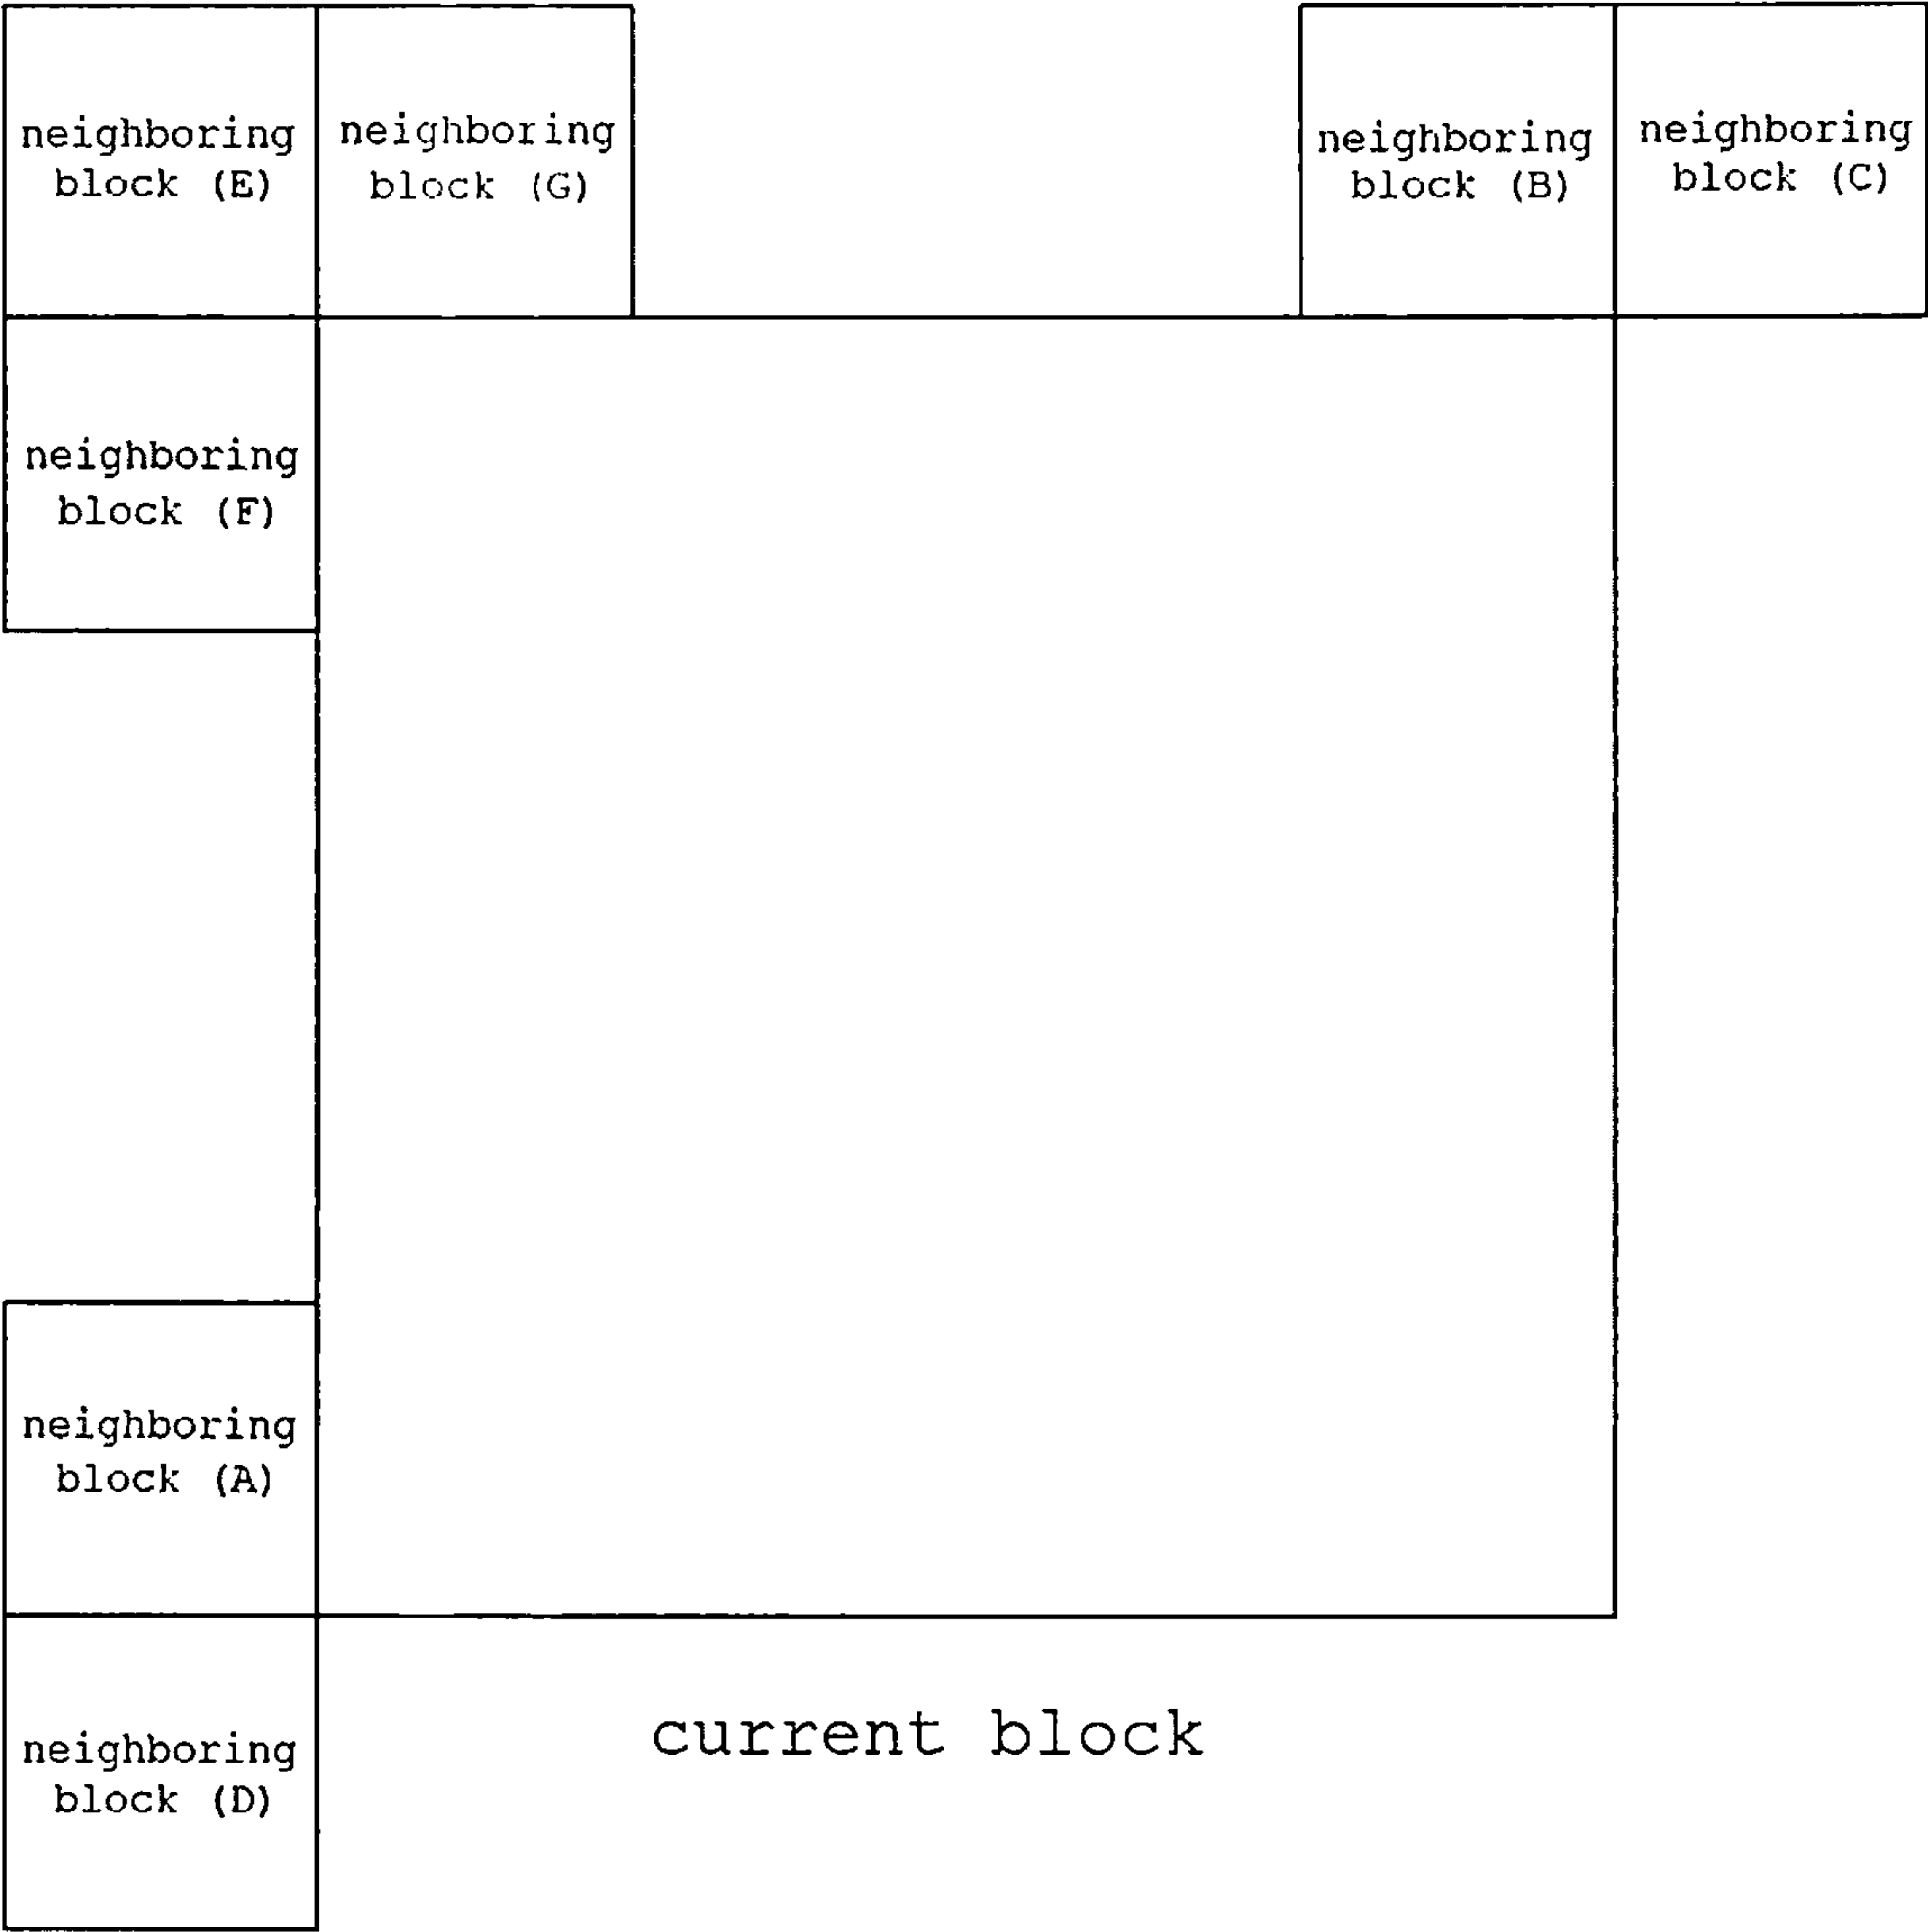 neighboring
block (E)
neighboring
block (G)
neighboring
block (B)
neighboring
block (C)
neighboring
block (F)
neighboring
block (A)
neighboring
block (D)
current block